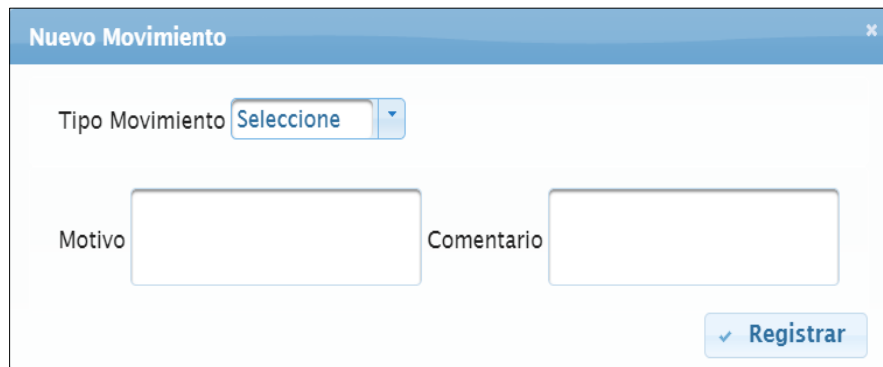 Nuevo Movimiento
Tipo Movimiento Seleccione
Motivo Comentario
Registrar